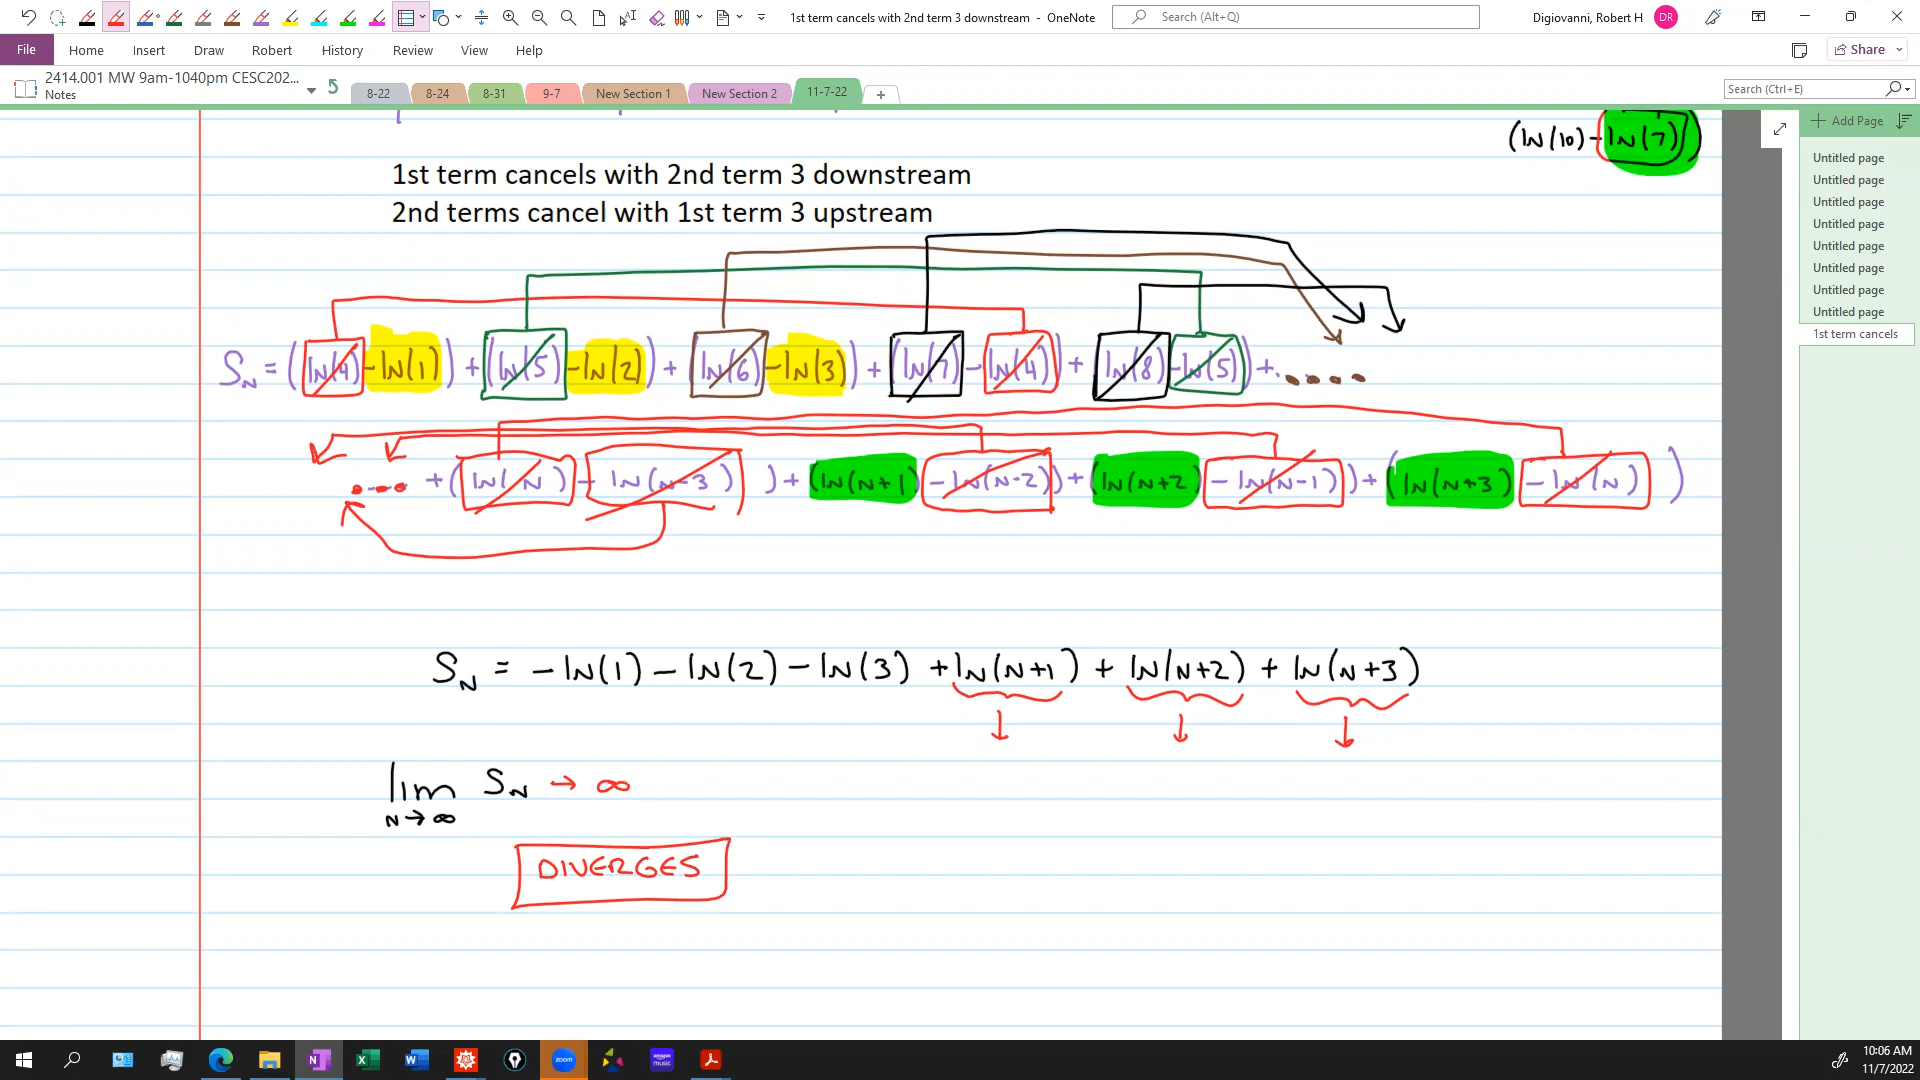 1st term cancels with 2nd term 3 downstream - OneNote
Search (Alt+Q)
Digiovanni, Robert H
DR
File Home Insert Draw Robert History Review View Help
Share
2414.001 MW 9am-1040pm CESC202...
Notes
8-22 8-24 8-31 9-7 New Section 1 New Section 2 11-7-22
Search (Ctrl+E)
Add Page
Untitled page
Untitled page
Untitled page
Untitled page
Untitled page
Untitled page
Untitled page
Untitled page
1st term cancels
(ln(10) - ln(7))
1st term cancels with 2nd term 3 downstream
2nd terms cancel with 1st term 3 upstream
S_N = (ln(4) - ln(1)) + (ln(5) - ln(2)) + (ln(6) - ln(3)) + (ln(7) - ln(4)) + (ln(8) - ln(5)) + ....
.... + (ln(N) - ln(N-3)) + (ln(N+1) - ln(N-2)) + (ln(N+2) - ln(N-1)) + (ln(N+3) - ln(N))
S_N = -ln(1) - ln(2) - ln(3) + ln(N+1) + ln(N+2) + ln(N+3)
lim S_N → ∞
N→∞
DIVERGES
zoom
amazon music
10:06 AM
11/7/2022